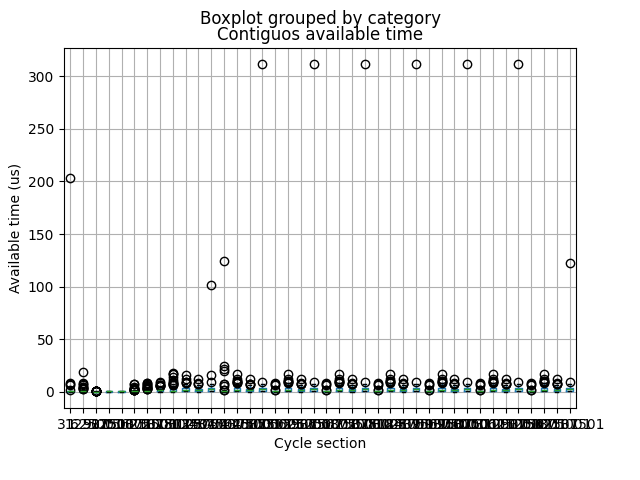 Boxplot grouped by category
Contiguos available time
300
250
200
150
100
50
0
Available time (us)
Cycle section